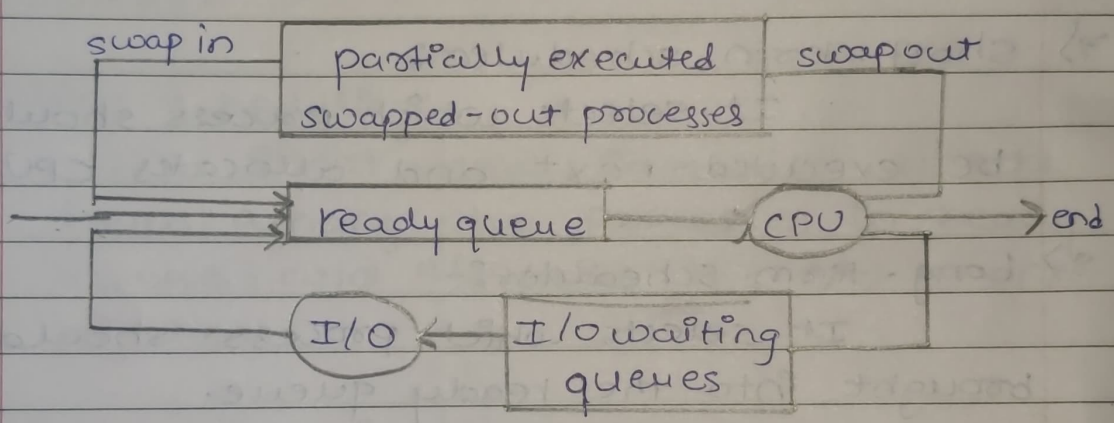 swap in
partially executed
swapped-out processes
swap out
ready queue
CPU
end
I/O
I/O waiting
queues